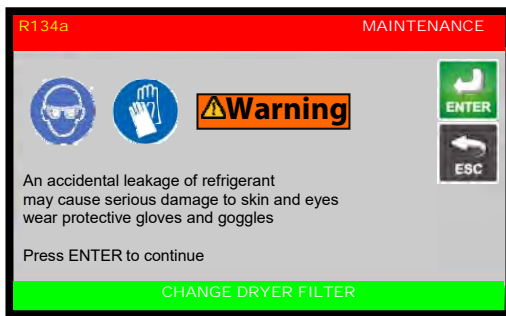 R134a MAINTENANCE
Warning
ENTER
ESC
An accidental leakage of refrigerant
may cause serious damage to skin and eyes
wear protective gloves and goggles
Press ENTER to continue
CHANGE DRYER FILTER